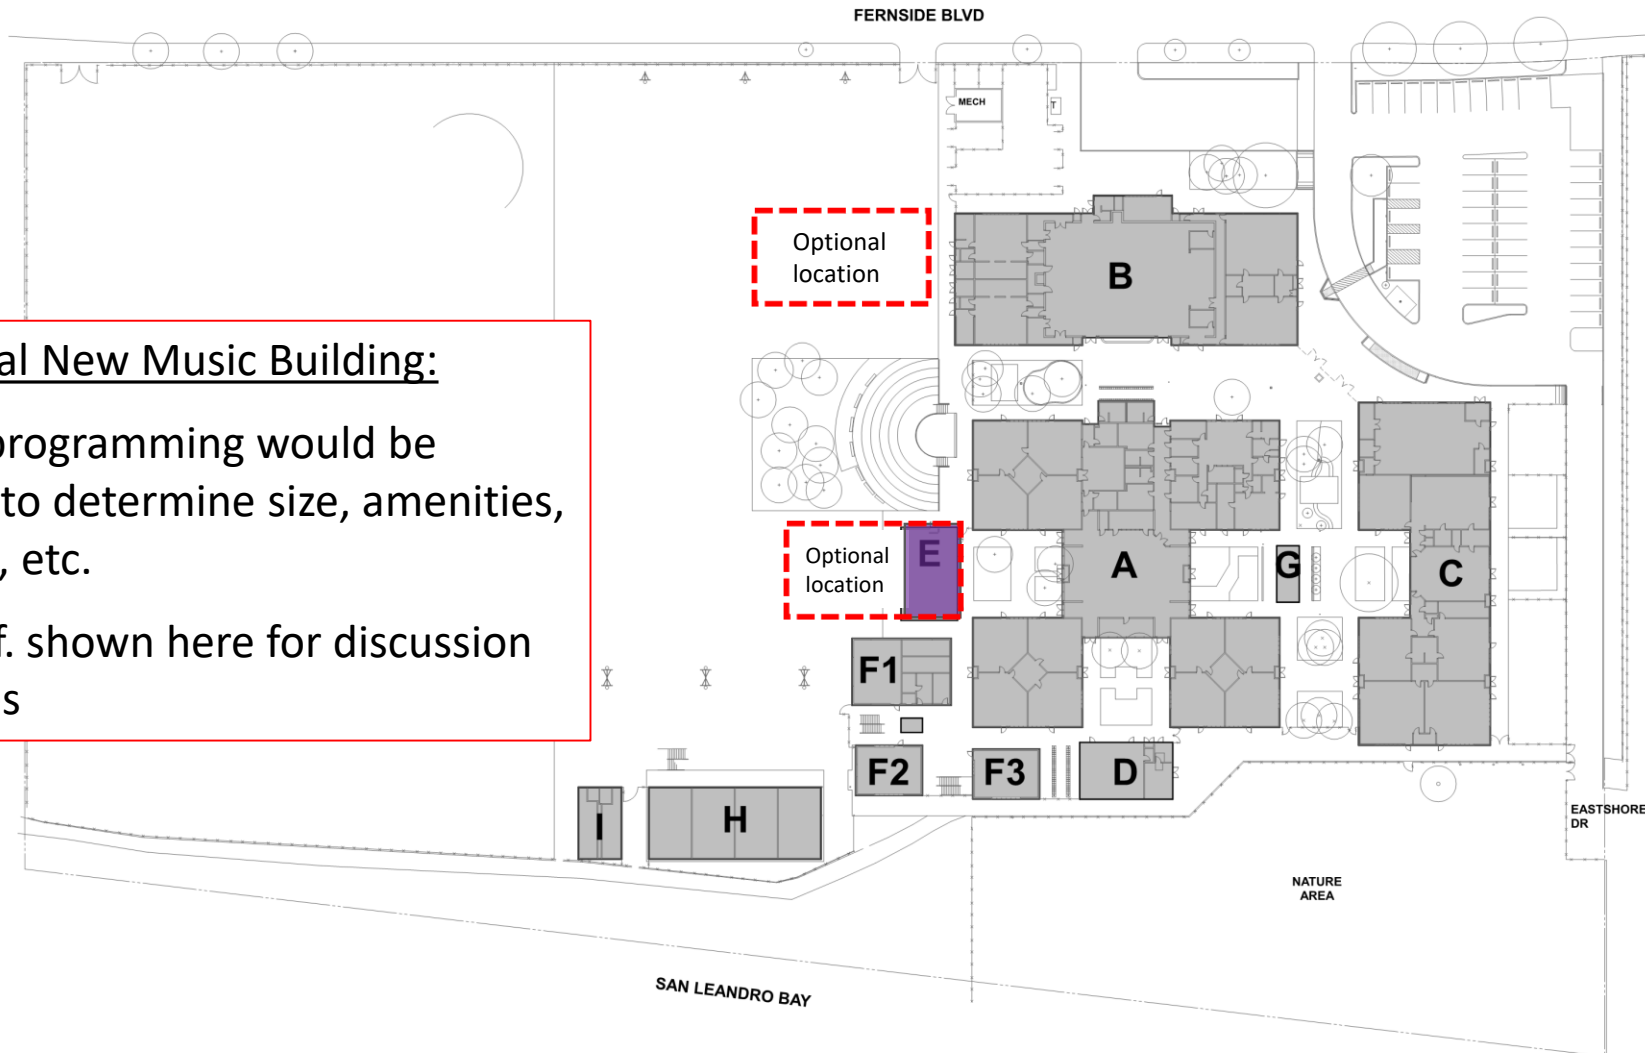 FERNSIDE BLVD
MECH
T
Optional
location
B
al New Music Building:
programming would be
to determine size, amenities,
, etc.
f. shown here for discussion
s
Optional
location
E
A
G
C
F1
F2
F3
D
I
H
EASTSHORE
DR
NATURE
AREA
SAN LEANDRO BAY